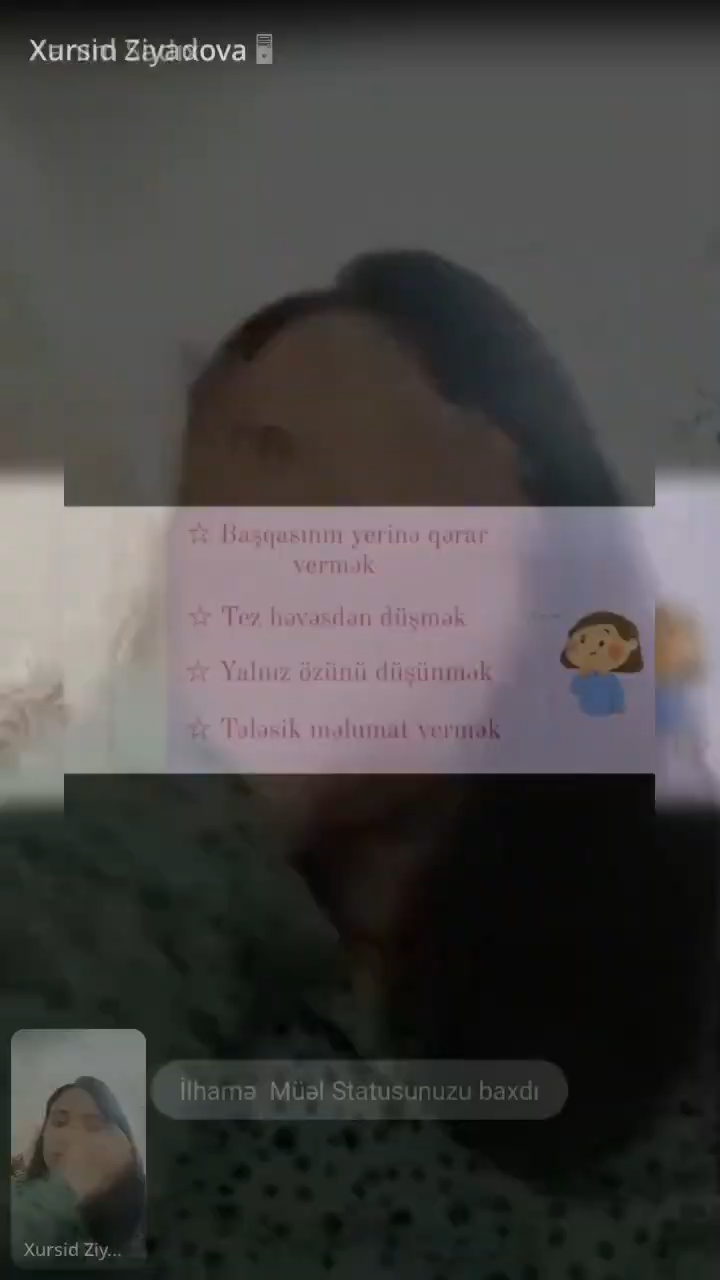 Xursid Ziyadova
☆ Başqasının yerinə qərar
vermək
☆ Tez həvəsdən düşmək
☆ Yalnız özünü düşünmək
☆ Tələsik məlumat vermək
İlhamə Müəl Statusunuzu baxdı
Xursid Ziy...